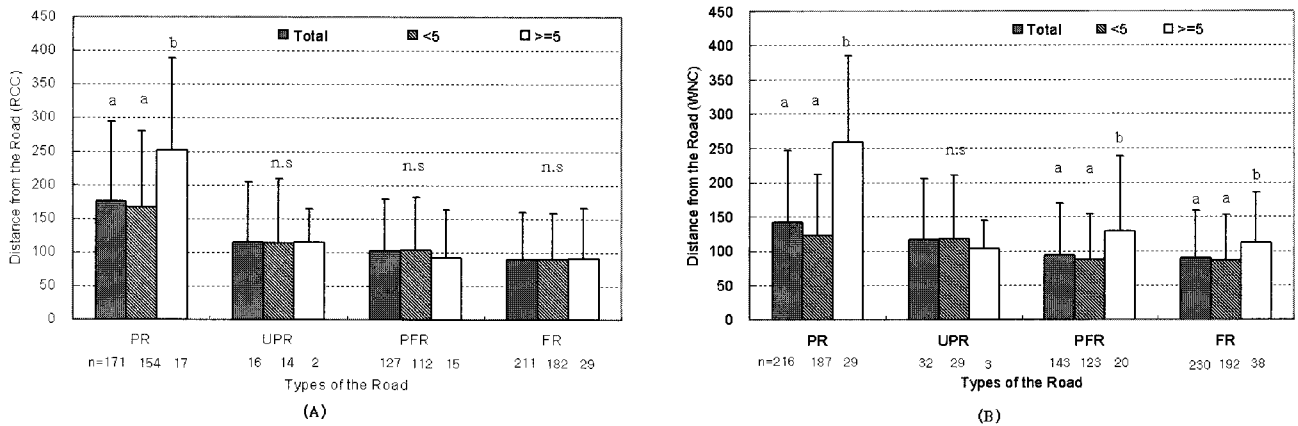 450
400
350
300
250
200
150
100
50
0
Distance from the Road (RCC)
Total <5 >=5
a a b
n.s
n.s
n.s
PR UPR PFR FR
n=171 154 17 16 14 2 127 112 15 211 182 29
Types of the Road
(A)
450
400
350
300
250
200
150
100
50
0
Distance from the Road (WNC)
Total <5 >=5
a a b
n.s
a a b
a a b
PR UPR PFR FR
n=216 187 29 32 29 3 143 123 20 230 192 38
Types of the Road
(B)